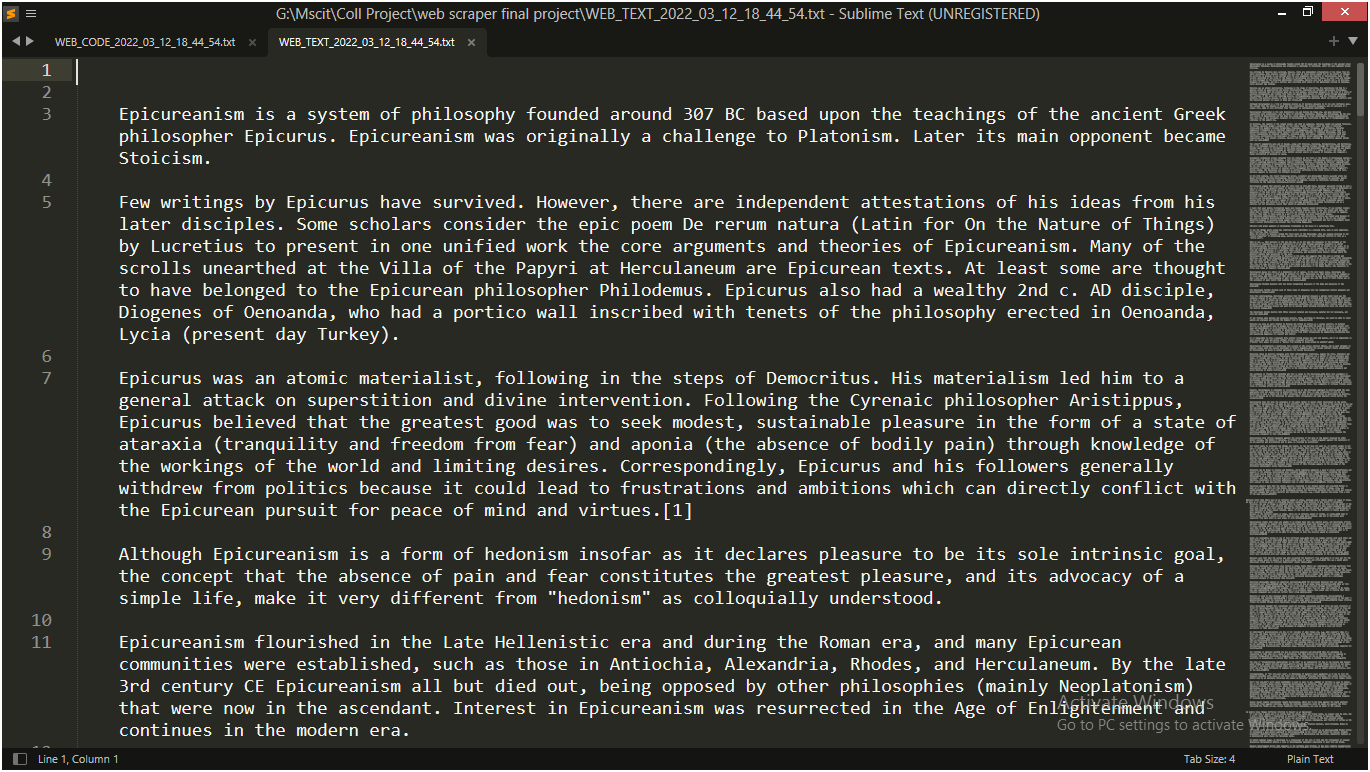 G:\Mscit\Coll Project\web scraper final project\WEB_TEXT_2022_03_12_18_44_54.txt - Sublime Text (UNREGISTERED)
WEB_CODE_2022_03_12_18_44_54.txt
WEB_TEXT_2022_03_12_18_44_54.txt
1
2
3 Epicureanism is a system of philosophy founded around 307 BC based upon the teachings of the ancient Greek
philosopher Epicurus. Epicureanism was originally a challenge to Platonism. Later its main opponent became
Stoicism.
4
5 Few writings by Epicurus have survived. However, there are independent attestations of his ideas from his
later disciples. Some scholars consider the epic poem De rerum natura (Latin for On the Nature of Things)
by Lucretius to present in one unified work the core arguments and theories of Epicureanism. Many of the
scrolls unearthed at the Villa of the Papyri at Herculaneum are Epicurean texts. At least some are thought
to have belonged to the Epicurean philosopher Philodemus. Epicurus also had a wealthy 2nd c. AD disciple,
Diogenes of Oenoanda, who had a portico wall inscribed with tenets of the philosophy erected in Oenoanda,
Lycia (present day Turkey).
6
7 Epicurus was an atomic materialist, following in the steps of Democritus. His materialism led him to a
general attack on superstition and divine intervention. Following the Cyrenaic philosopher Aristippus,
Epicurus believed that the greatest good was to seek modest, sustainable pleasure in the form of a state of
ataraxia (tranquility and freedom from fear) and aponia (the absence of bodily pain) through knowledge of
the workings of the world and limiting desires. Correspondingly, Epicurus and his followers generally
withdrew from politics because it could lead to frustrations and ambitions which can directly conflict with
the Epicurean pursuit for peace of mind and virtues.[1]
8
9 Although Epicureanism is a form of hedonism insofar as it declares pleasure to be its sole intrinsic goal,
the concept that the absence of pain and fear constitutes the greatest pleasure, and its advocacy of a
simple life, make it very different from "hedonism" as colloquially understood.
10
11 Epicureanism flourished in the Late Hellenistic era and during the Roman era, and many Epicurean
communities were established, such as those in Antiochia, Alexandria, Rhodes, and Herculaneum. By the late
3rd century CE Epicureanism all but died out, being opposed by other philosophies (mainly Neoplatonism)
that were now in the ascendant. Interest in Epicureanism was resurrected in the Age of Enlightenment and
continues in the modern era.
Activate Windows
Go to PC settings to activate Windows.
Line 1, Column 1
Tab Size: 4
Plain Text